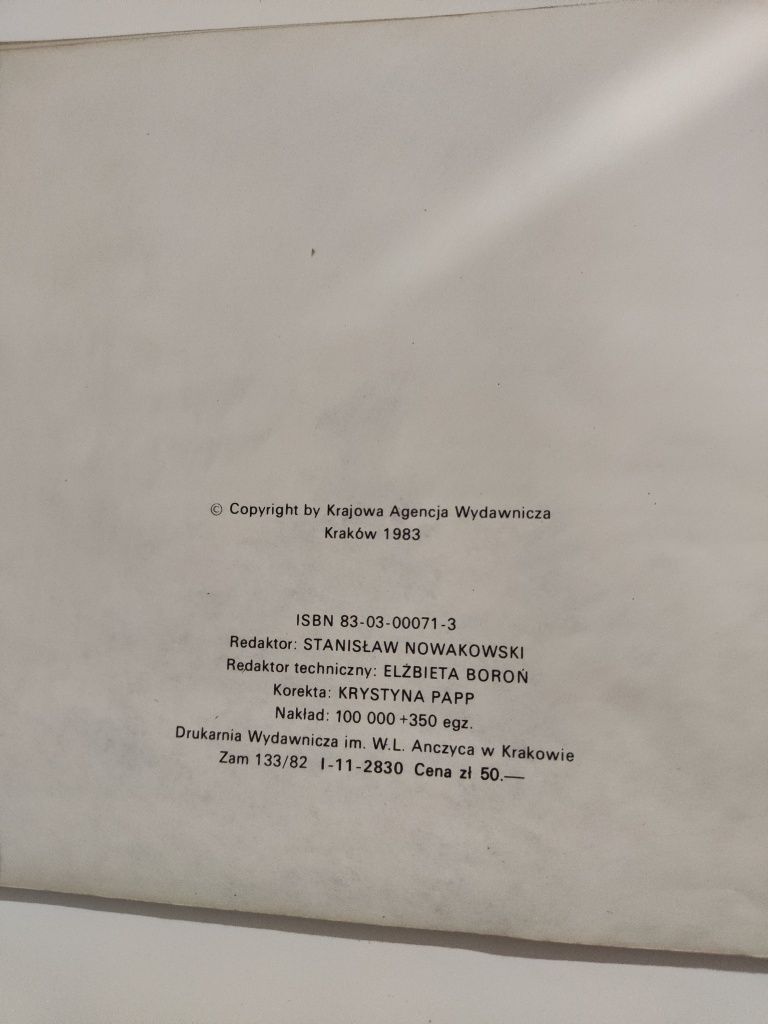 © Copyright by Krajowa Agencja Wydawnicza
Kraków 1983
ISBN 83-03-00071-3
Redaktor: STANISŁAW NOWAKOWSKI
Redaktor techniczny: ELŻBIETA BOROŃ
Korekta: KRYSTYNA PAPP
Nakład: 100 000+350 egz.
Drukarnia Wydawnicza im. W.L. Anczyca w Krakowie
Zam 133/82 I-11-2830 Cena zł 50.—